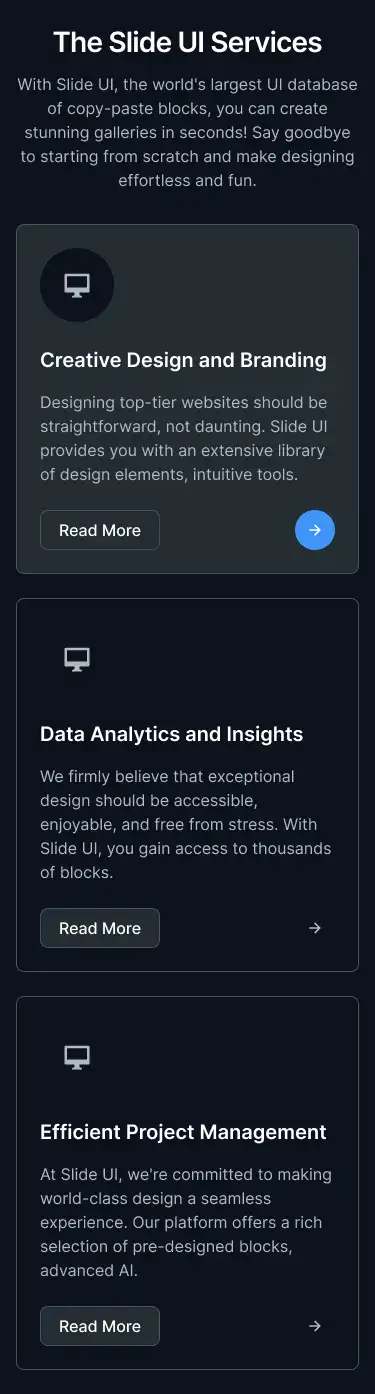 The Slide UI Services
With Slide UI, the world's largest UI database
of copy-paste blocks, you can create
stunning galleries in seconds! Say goodbye
to starting from scratch and make designing
effortless and fun.
Creative Design and Branding
Designing top-tier websites should be
straightforward, not daunting. Slide UI
provides you with an extensive library
of design elements, intuitive tools.
Read More
Data Analytics and Insights
We firmly believe that exceptional
design should be accessible,
enjoyable, and free from stress. With
Slide UI, you gain access to thousands
of blocks.
Read More
Efficient Project Management
At Slide UI, we're committed to making
world-class design a seamless
experience. Our platform offers a rich
selection of pre-designed blocks,
advanced AI.
Read More